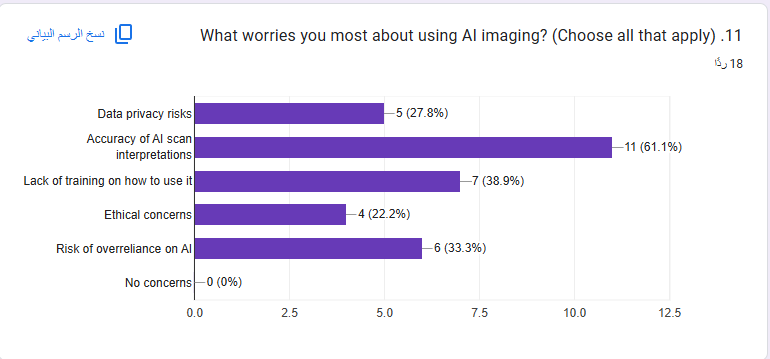 نسخ الرسم البياني
What worries you most about using AI imaging? (Choose all that apply) .11
18 ردًا
Data privacy risks
5 (27.8%)
Accuracy of AI scan
interpretations
11 (61.1%)
Lack of training on how to use it
7 (38.9%)
Ethical concerns
4 (22.2%)
Risk of overreliance on AI
6 (33.3%)
No concerns
0 (0%)
0.0 2.5 5.0 7.5 10.0 12.5